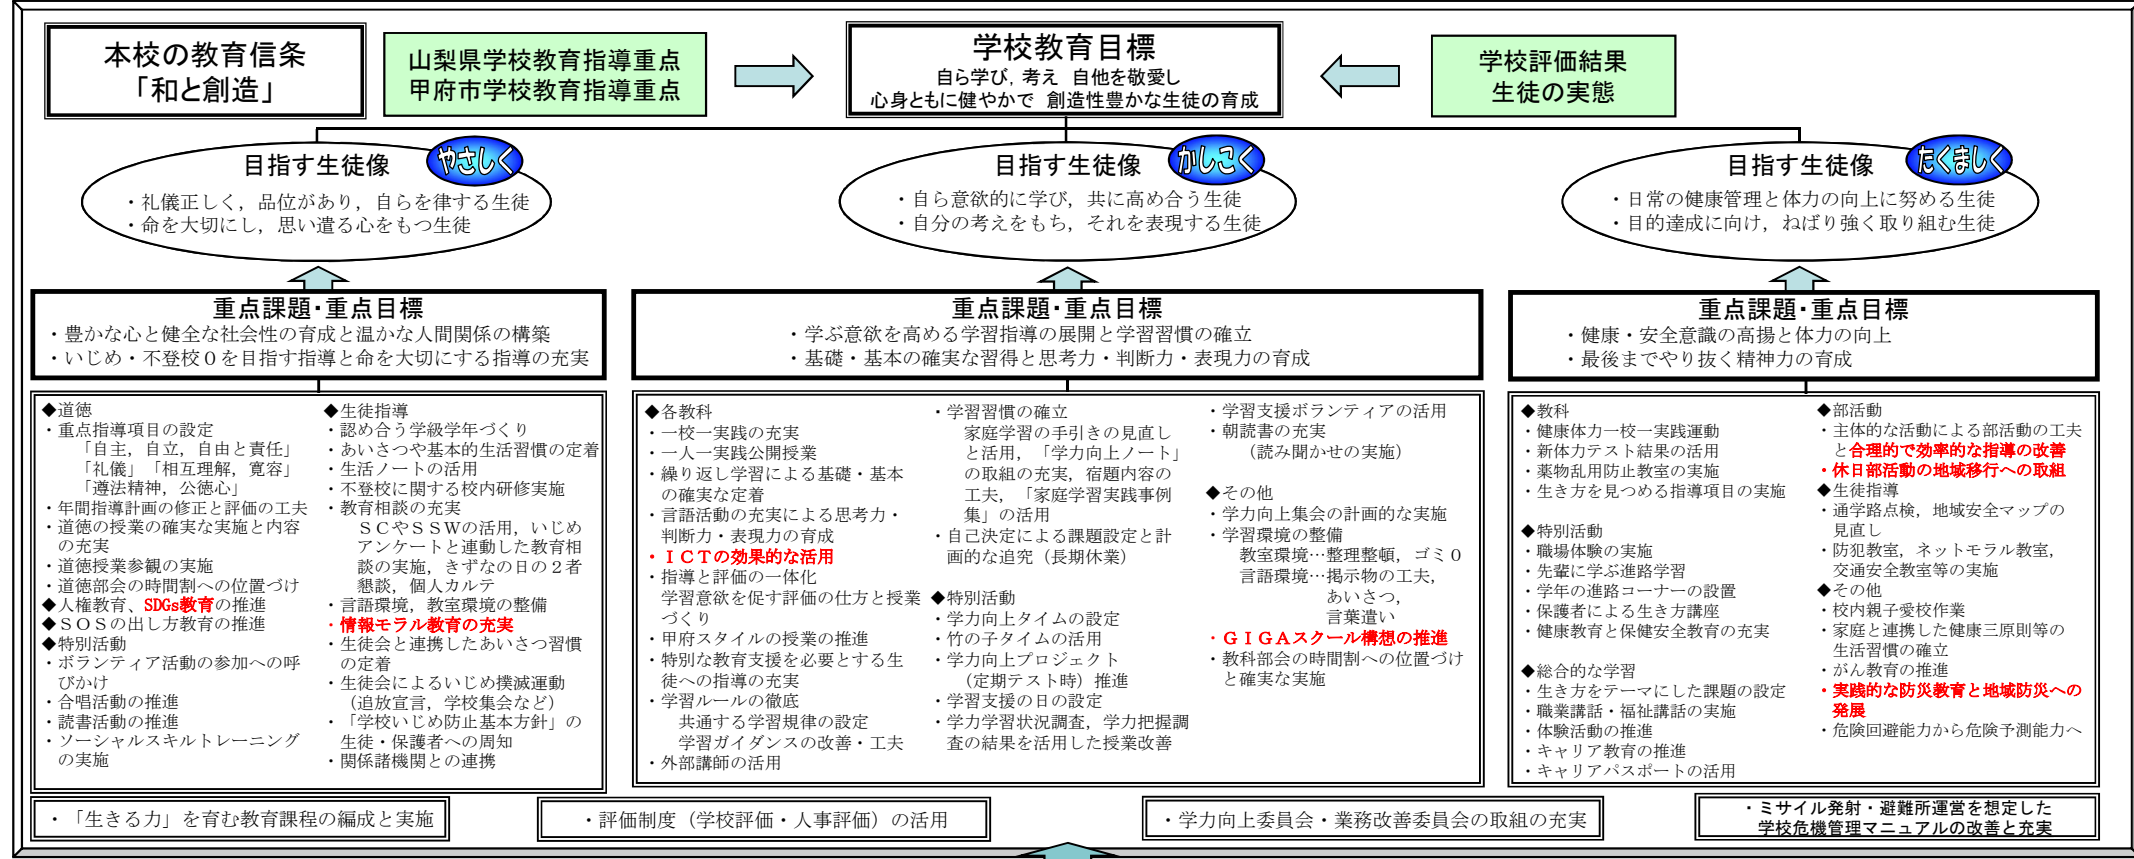 本校の教育信条
「和と創造」
山梨県学校教育指導重点
甲府市学校教育指導重点
学校教育目標
自ら学び，考え　自他を敬愛し
心身ともに健やかで　創造性豊かな生徒の育成
学校評価結果
生徒の実態
目指す生徒像
やさしく
・礼儀正しく，品位があり，自らを律する生徒
・命を大切にし，思い遣る心をもつ生徒
目指す生徒像
かしこく
・自ら意欲的に学び，共に高め合う生徒
・自分の考えをもち，それを表現する生徒
目指す生徒像
たくましく
・日常の健康管理と体力の向上に努める生徒
・目的達成に向け，ねばり強く取り組む生徒
重点課題・重点目標
・豊かな心と健全な社会性の育成と温かな人間関係の構築
・いじめ・不登校０を目指す指導と命を大切にする指導の充実
重点課題・重点目標
・学ぶ意欲を高める学習指導の展開と学習習慣の確立
・基礎・基本の確実な習得と思考力・判断力・表現力の育成
重点課題・重点目標
・健康・安全意識の高揚と体力の向上
・最後までやり抜く精神力の育成
◆道徳
・重点指導項目の設定
「自主，自立，自由と責任」
「礼儀」「相互理解，寛容」
「遵法精神，公徳心」
・年間指導計画の修正と評価の工夫
・道徳の授業の確実な実施と内容
の充実
・道徳授業参観の実施
・道徳部会の時間割への位置づけ
◆人権教育、SDGs教育の推進
◆ＳＯＳの出し方教育の推進
◆特別活動
・ボランティア活動の参加への呼
びかけ
・合唱活動の推進
・読書活動の推進
・ソーシャルスキルトレーニング
の実施
◆生徒指導
・認め合う学級学年づくり
・あいさつや基本的生活習慣の定着
・生活ノートの活用
・不登校に関する校内研修実施
・教育相談の充実
ＳＣやＳＳＷの活用，いじめ
アンケートと連動した教育相
談の実施，きずなの日の２者
懇談，個人カルテ
・言語環境，教室環境の整備
・情報モラル教育の充実
・生徒会と連携したあいさつ習慣
の定着
・生徒会によるいじめ撲滅運動
（追放宣言，学校集会など）
・「学校いじめ防止基本方針」の
生徒・保護者への周知
・関係諸機関との連携
◆各教科
・一校一実践の充実
・一人一実践公開授業
・繰り返し学習による基礎・基本
の確実な定着
・言語活動の充実による思考力・
判断力・表現力の育成
・ＩＣＴの効果的な活用
・指導と評価の一体化
学習意欲を促す評価の仕方と授業
づくり
・甲府スタイルの授業の推進
・特別な教育支援を必要とする生
徒への指導の充実
・学習ルールの徹底
共通する学習規律の設定
学習ガイダンスの改善・工夫
・外部講師の活用
・学習習慣の確立
家庭学習の手引きの見直し
と活用，「学力向上ノート」
の取組の充実，宿題内容の
工夫，「家庭学習実践事例
集」の活用
・自己決定による課題設定と計
画的な追究（長期休業）
◆特別活動
・学力向上タイムの設定
・竹の子タイムの活用
・学力向上プロジェクト
（定期テスト時）推進
・学習支援の日の設定
・学力学習状況調査，学力把握調
査の結果を活用した授業改善
・学習支援ボランティアの活用
・朝読書の充実
（読み聞かせの実施）
◆その他
・学力向上集会の計画的な実施
・学習環境の整備
教室環境…整理整頓，ゴミ０
言語環境…掲示物の工夫，
あいさつ，
言葉遣い
・ＧＩＧＡスクール構想の推進
・教科部会の時間割への位置づけ
と確実な実施
◆教科
・健康体力一校一実践運動
・新体力テスト結果の活用
・薬物乱用防止教室の実施
・生き方を見つめる指導項目の実施
◆特別活動
・職場体験の実施
・先輩に学ぶ進路学習
・学年の進路コーナーの設置
・保護者による生き方講座
・健康教育と保健安全教育の充実
◆総合的な学習
・生き方をテーマにした課題の設定
・職業講話・福祉講話の実施
・体験活動の推進
・キャリア教育の推進
・キャリアパスポートの活用
◆部活動
・主体的な活動による部活動の工夫
と合理的で効率的な指導の改善
・休日部活動の地域移行への取組
◆生徒指導
・通学路点検，地域安全マップの
見直し
・防犯教室，ネットモラル教室，
交通安全教室等の実施
◆その他
・校内親子愛校作業
・家庭と連携した健康三原則等の
生活習慣の確立
・がん教育の推進
・実践的な防災教育と地域防災への
発展
・危険回避能力から危険予測能力へ
・「生きる力」を育む教育課程の編成と実施
・評価制度（学校評価・人事評価）の活用
・学力向上委員会・業務改善委員会の取組の充実
・ミサイル発射・避難所運営を想定した
学校危機管理マニュアルの改善と充実